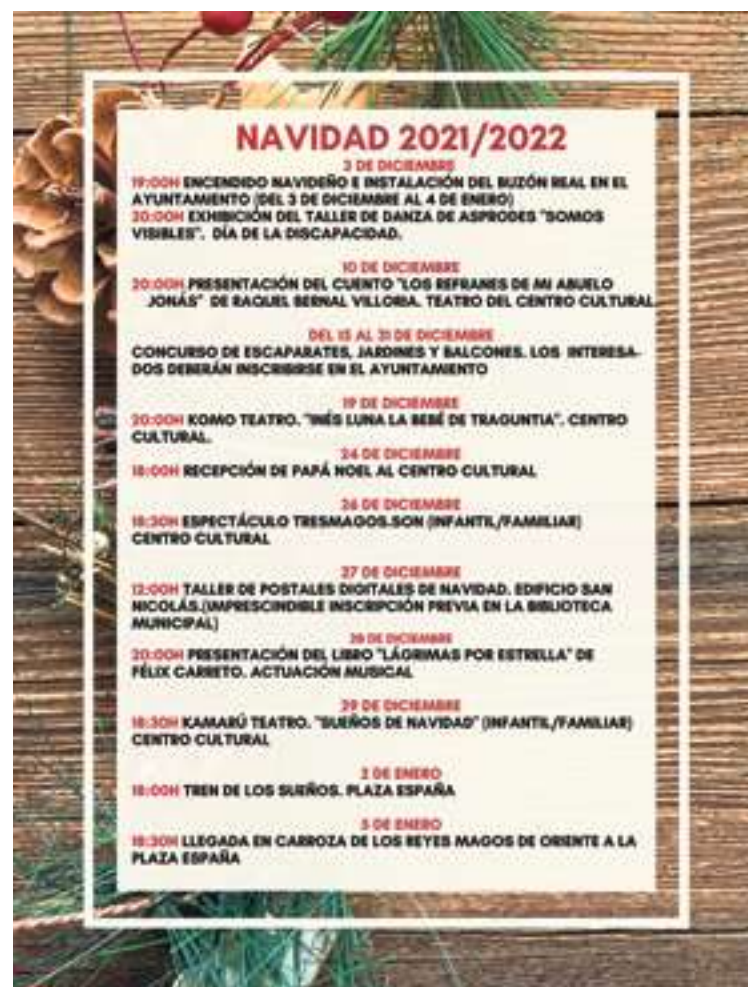 NAVIDAD 2021/2022
3 DE DICIEMBRE
19:00H ENCENDIDO NAVIDEÑO E INSTALACIÓN DEL BUZÓN REAL EN EL
AYUNTAMIENTO (DEL 3 DE DICIEMBRE AL 4 DE ENERO)
20:00H EXHIBICIÓN DEL TALLER DE DANZA DE ASPRODES "SOMOS
VISIBLES". DÍA DE LA DISCAPACIDAD.
10 DE DICIEMBRE
20:00H PRESENTACIÓN DEL CUENTO "LOS REFRANES DE MI ABUELO
JONÁS" DE RAQUEL BERNAL VILLORIA. TEATRO DEL CENTRO CULTURAL
DEL 15 AL 31 DE DICIEMBRE
CONCURSO DE ESCAPARATES, JARDINES Y BALCONES. LOS INTERESA-
DOS DEBERÁN INSCRIBIRSE EN EL AYUNTAMIENTO
19 DE DICIEMBRE
20:00H KOMO TEATRO. "INÉS LUNA LA BEBÉ DE TRAGUNTIA". CENTRO
CULTURAL.
24 DE DICIEMBRE
18:00H RECEPCIÓN DE PAPÁ NOEL AL CENTRO CULTURAL
26 DE DICIEMBRE
18:30H ESPECTÁCULO TRESMAGOS.SON (INFANTIL/FAMILIAR)
CENTRO CULTURAL
27 DE DICIEMBRE
12:00H TALLER DE POSTALES DIGITALES DE NAVIDAD. EDIFICIO SAN
NICOLÁS.(IMPRESCINDIBLE INSCRIPCIÓN PREVIA EN LA BIBLIOTECA
MUNICIPAL)
28 DE DICIEMBRE
20:00H PRESENTACIÓN DEL LIBRO "LÁGRIMAS POR ESTRELLA" DE
FÉLIX CARRETO. ACTUACIÓN MUSICAL
29 DE DICIEMBRE
18:30H KAMARÚ TEATRO. "SUEÑOS DE NAVIDAD" (INFANTIL/FAMILIAR)
CENTRO CULTURAL
2 DE ENERO
18:00H TREN DE LOS SUEÑOS. PLAZA ESPAÑA
5 DE ENERO
18:30H LLEGADA EN CARROZA DE LOS REYES MAGOS DE ORIENTE A LA
PLAZA ESPAÑA